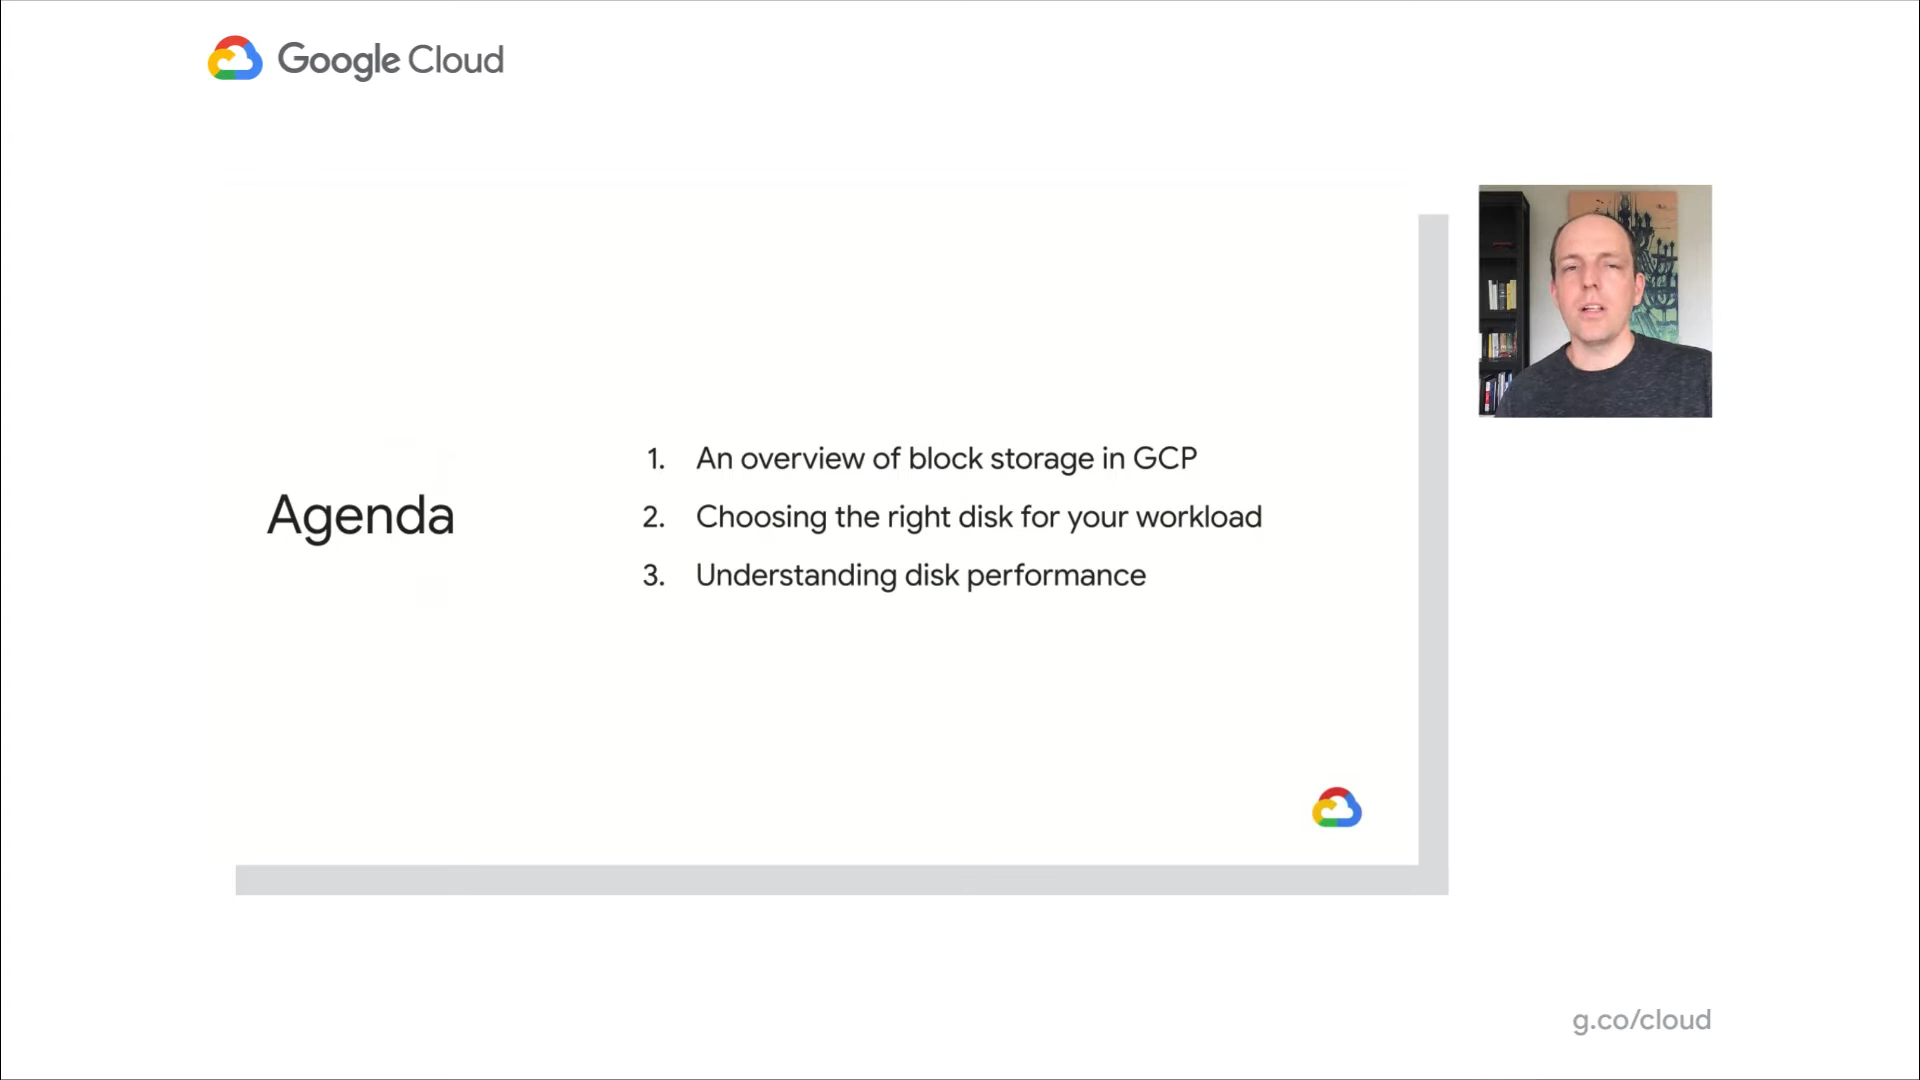 Google Cloud
Agenda
1. An overview of block storage in GCP
2. Choosing the right disk for your workload
3. Understanding disk performance
g.co/cloud